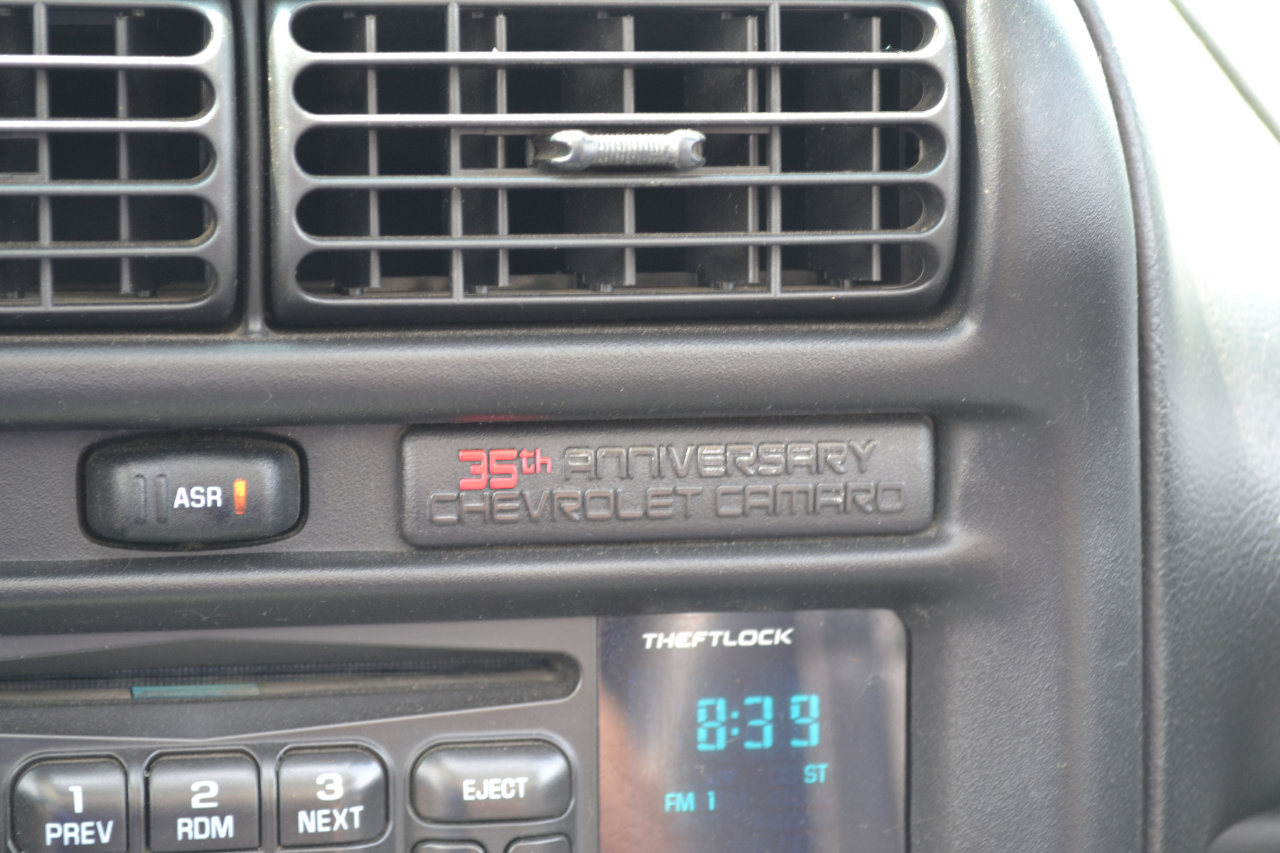 ASR
35th ANNIVERSARY
CHEVROLET CAMARO
THEFTLOCK
8:39
ST
FM 1
1
PREV
2
RDM
3
NEXT
EJECT